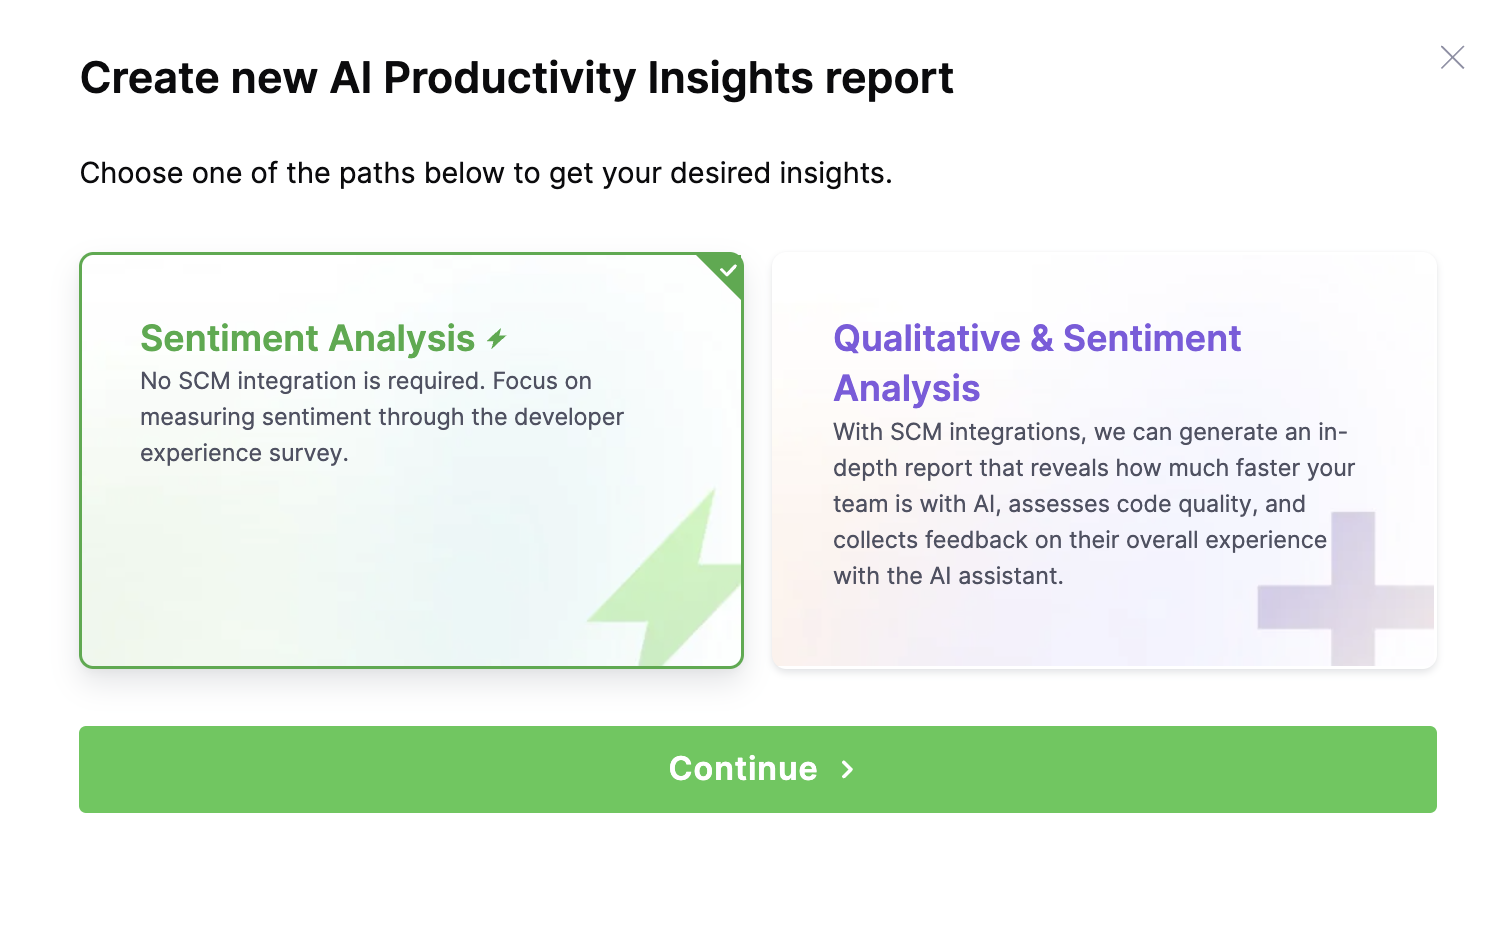 Create new AI Productivity Insights report
Choose one of the paths below to get your desired insights.
Sentiment Analysis
No SCM integration is required. Focus on
measuring sentiment through the developer
experience survey.
Qualitative & Sentiment
Analysis
With SCM integrations, we can generate an in-
depth report that reveals how much faster your
team is with AI, assesses code quality, and
collects feedback on their overall experience
with the AI assistant.
Continue